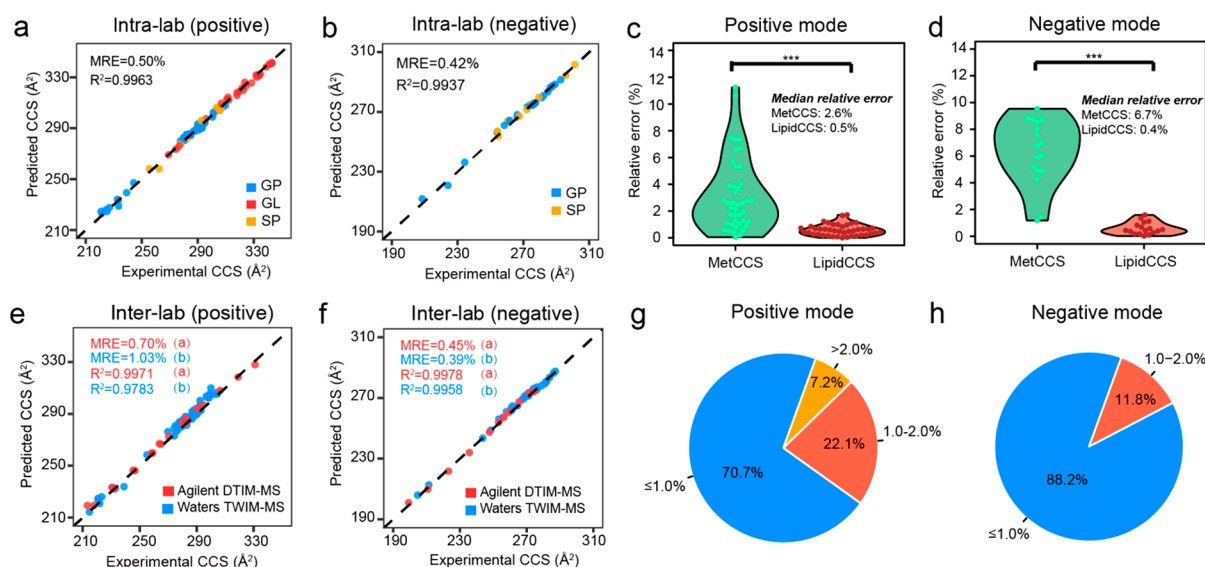 a
Intra-lab (positive)
MRE=0.50%
R²=0.9963
Predicted CCS (Å²)
330
290
250
210
GP
GL
SP
210 250 290 330
Experimental CCS (Å²)
b
Intra-lab (negative)
MRE=0.42%
R²=0.9937
Predicted CCS (Å²)
310
270
230
190
GP
SP
190 230 270 310
Experimental CCS (Å²)
c
Positive mode
***
Median relative error
MetCCS: 2.6%
LipidCCS: 0.5%
Relative error (%)
14
12
10
8
6
4
2
0
MetCCS LipidCCS
d
Negative mode
***
Median relative error
MetCCS: 6.7%
LipidCCS: 0.4%
Relative error (%)
14
12
10
8
6
4
2
0
MetCCS LipidCCS
e
Inter-lab (positive)
MRE=0.70% (a)
MRE=1.03% (b)
R²=0.9971 (a)
R²=0.9783 (b)
Predicted CCS (Å²)
330
290
250
210
Agilent DTIM-MS
Waters TWIM-MS
210 250 290 330
Experimental CCS (Å²)
f
Inter-lab (negative)
MRE=0.45% (a)
MRE=0.39% (b)
R²=0.9978 (a)
R²=0.9958 (b)
Predicted CCS (Å²)
310
270
230
190
Agilent DTIM-MS
Waters TWIM-MS
190 230 270 310
Experimental CCS (Å²)
g
Positive mode
>2.0%
7.2%
1.0-2.0%
22.1%
70.7%
≤1.0%
h
Negative mode
1.0−2.0%
11.8%
88.2%
≤1.0%